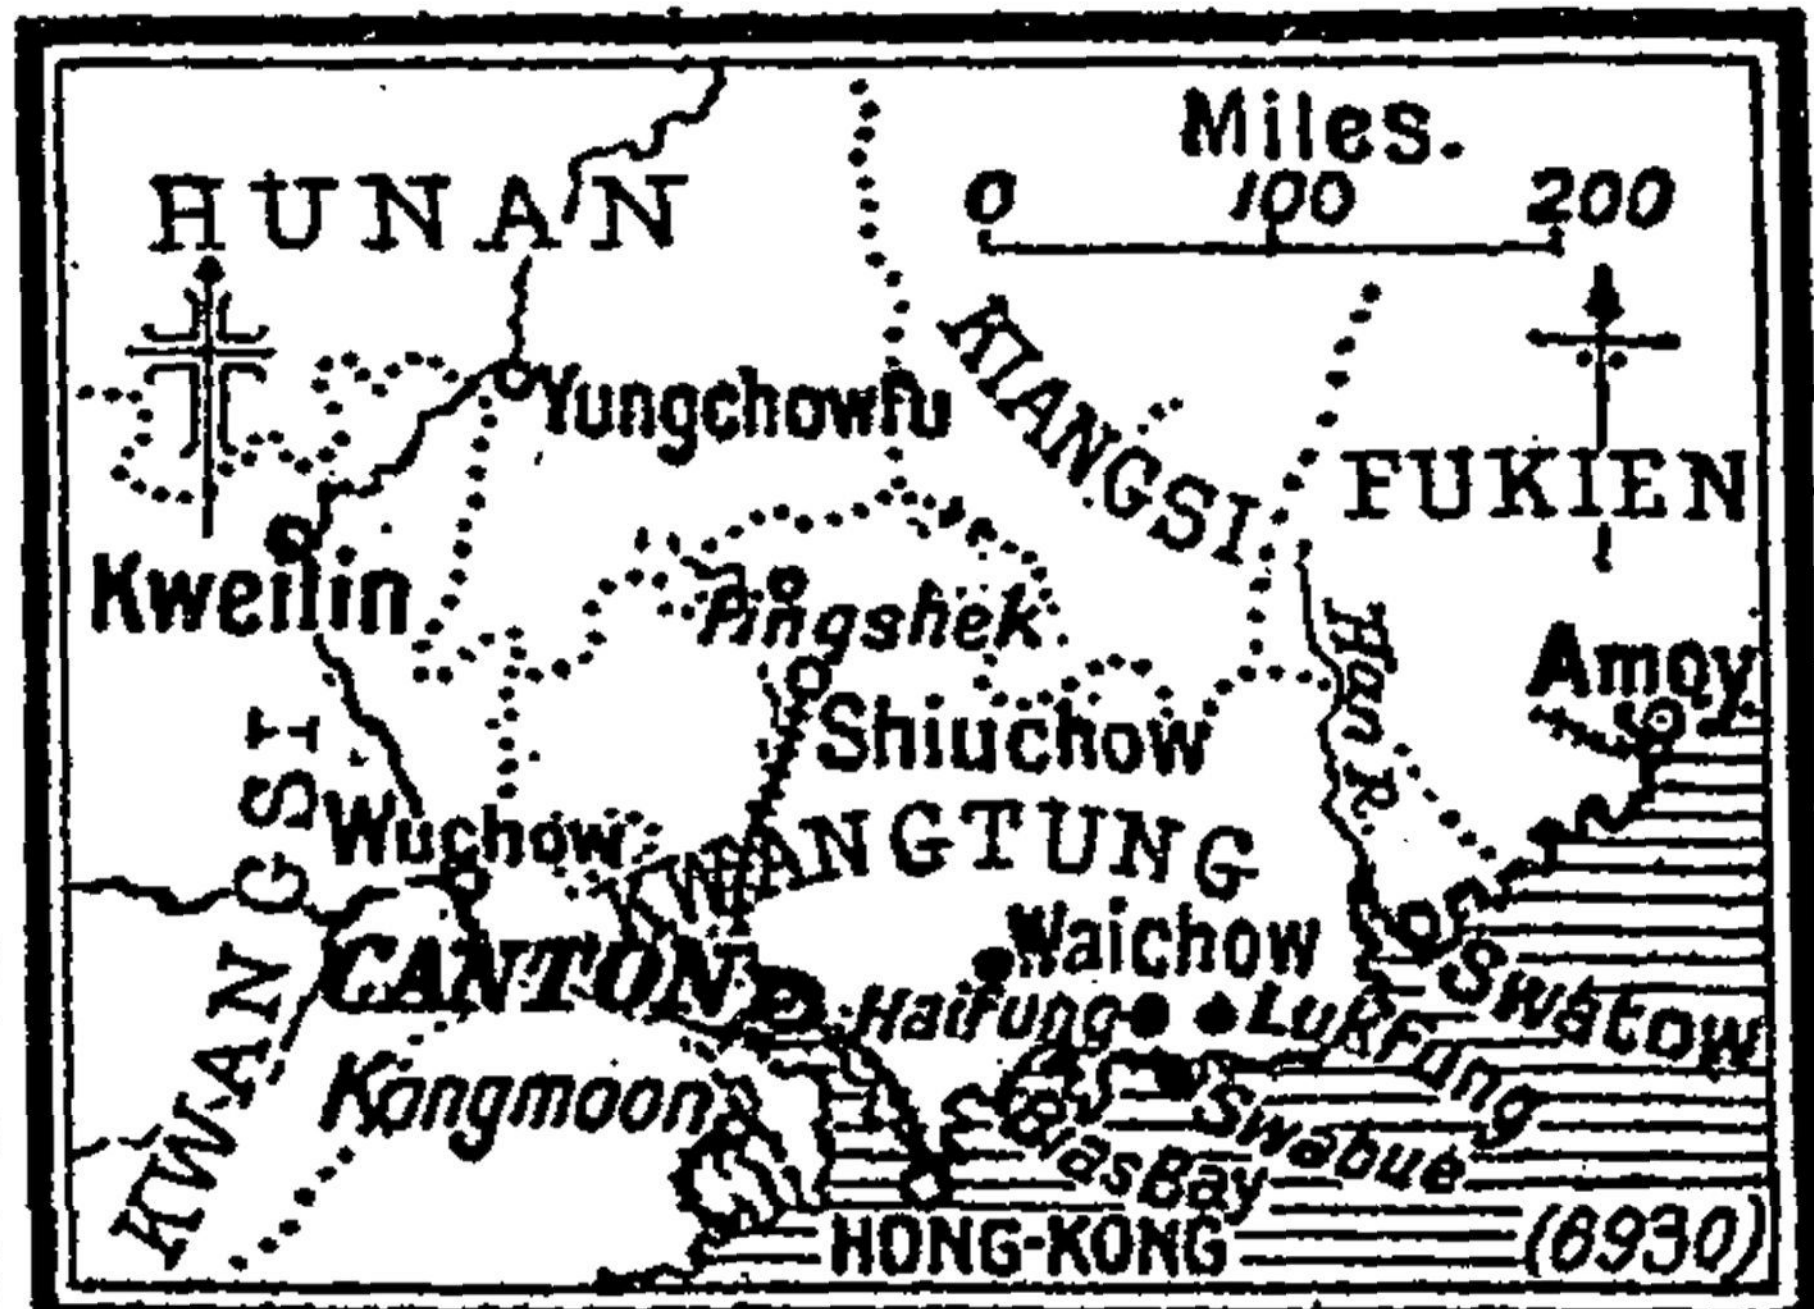 Miles.
0 100 200
HUNAN
KIANGSI
Yungchowfu
FUKIEN
Kweilin
Pingshek
Han R.
Amoy
Shiuchow
KWANGSI
Wuchow
KWANGTUNG
Waichow
CANTON
Haifung
Lukfung
Swatow
Kongmoon
Bias Bay
Swabue
HONG-KONG
(6930)